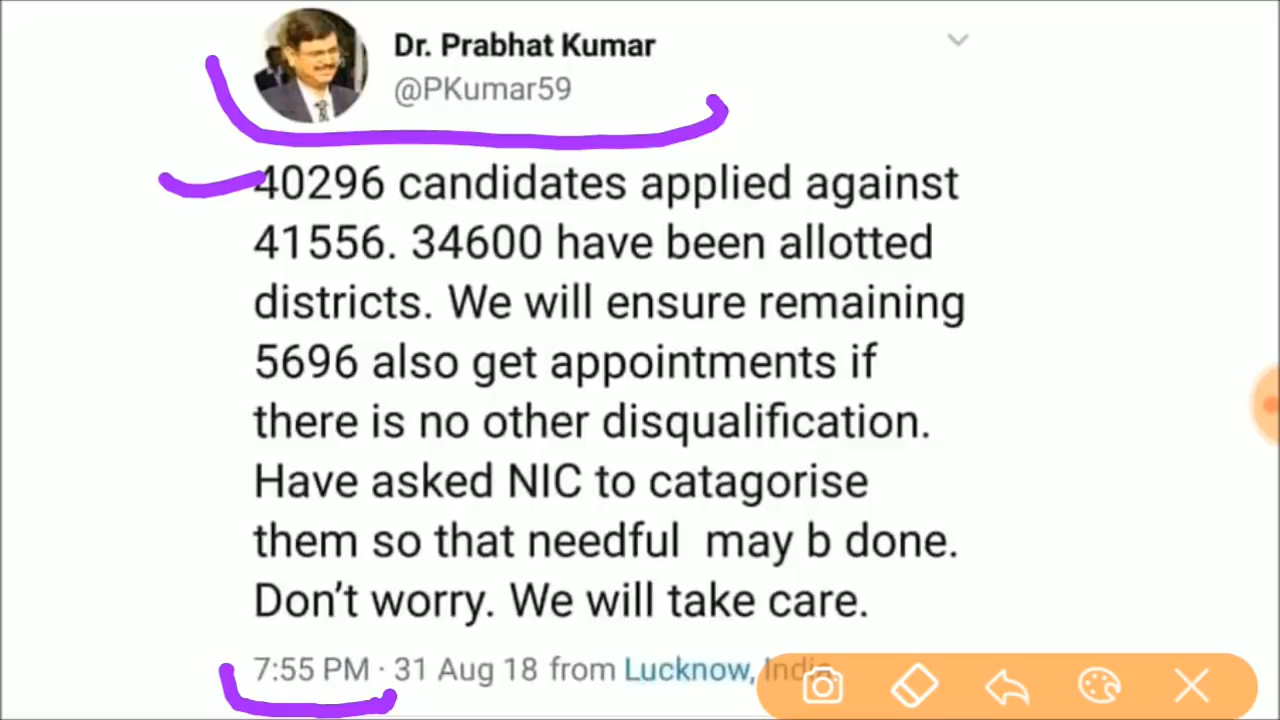 Dr. Prabhat Kumar
@PKumar59
40296 candidates applied against
41556. 34600 have been allotted
districts. We will ensure remaining
5696 also get appointments if
there is no other disqualification.
Have asked NIC to catagorise
them so that needful may b done.
Don't worry. We will take care.
7:55 PM · 31 Aug 18 from Lucknow, India